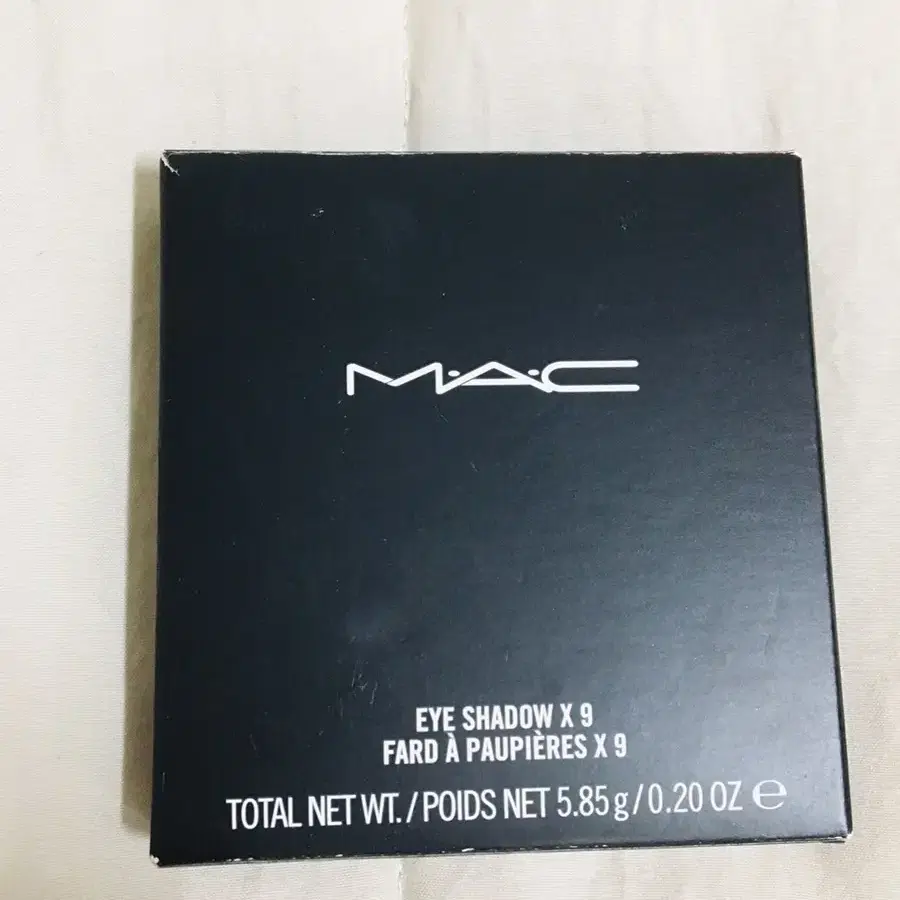 M·A·C
EYE SHADOW X 9
FARD À PAUPIÈRES X 9
TOTAL NET WT./POIDS NET 5.85 g/0.20 OZ ℮